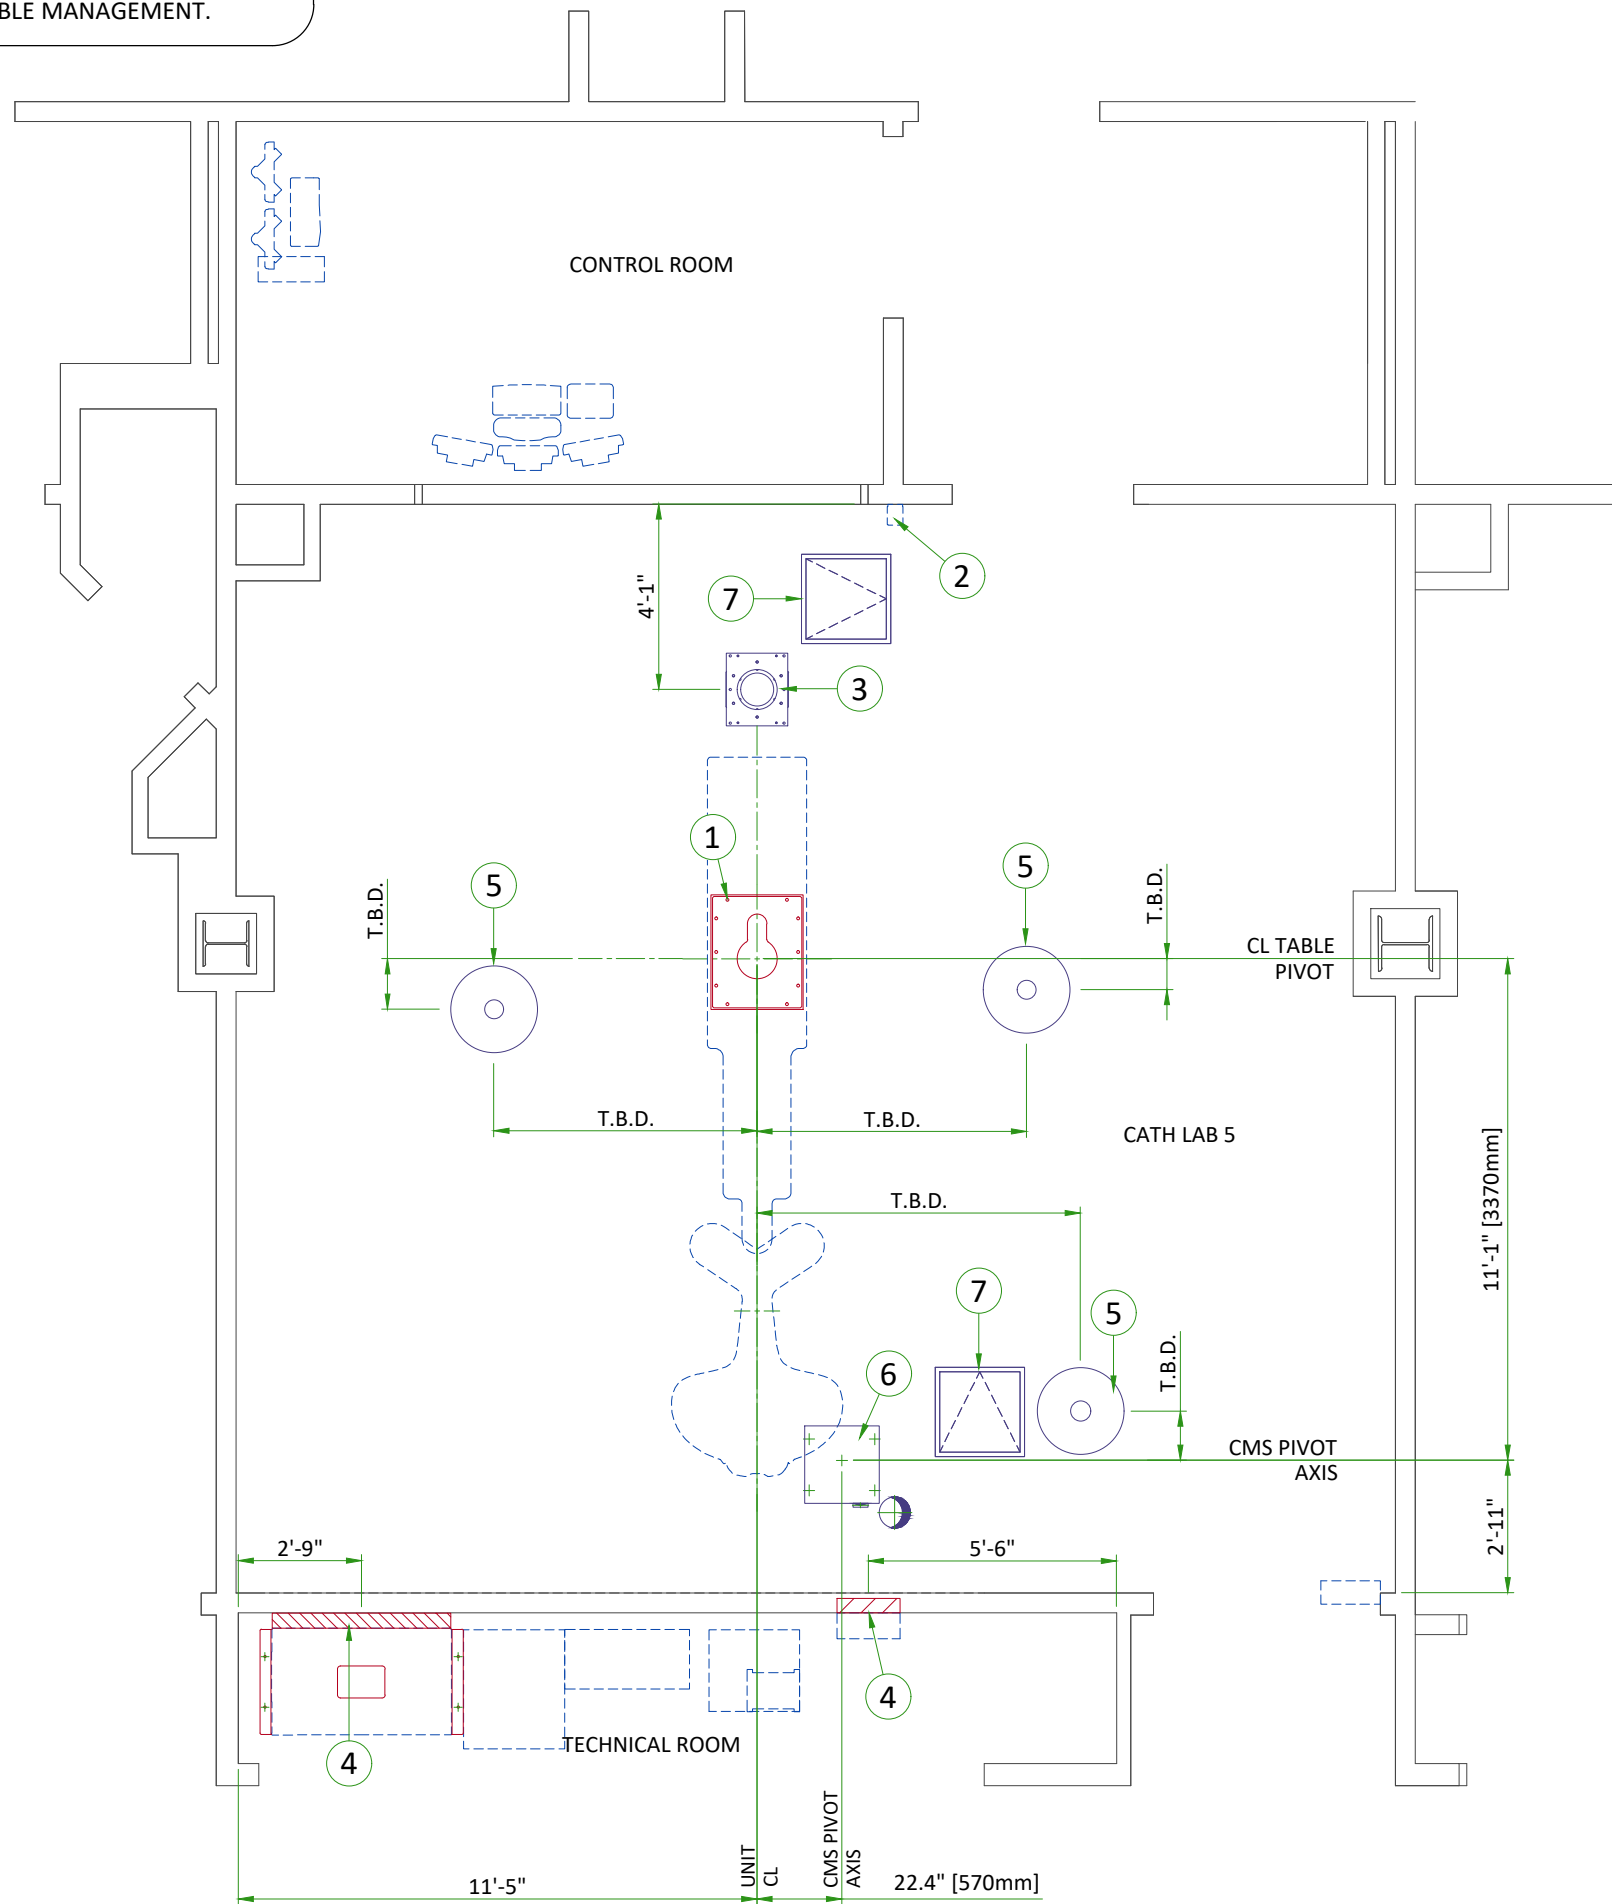 BLE MANAGEMENT.
CONTROL ROOM
2
4'-1"
7
3
1
5
5
T.B.D.
T.B.D.
CL TABLE
PIVOT
T.B.D.
T.B.D.
CATH LAB 5
11'-1" [3370mm]
T.B.D.
7
5
T.B.D.
6
CMS PIVOT
AXIS
2'-11"
2'-9"
5'-6"
4
4
TECHNICAL ROOM
UNIT
CL
CMS PIVOT
AXIS
11'-5"
22.4" [570mm]